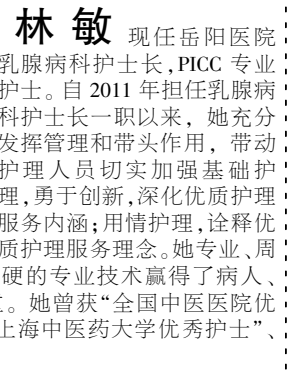 林 敏 现任岳阳医院
乳腺病科护士长,PICC 专业
护士。自 2011 年担任乳腺病
科护士长一职以来，她充分
发挥管理和带头作用，带动
护理人员切实加强基础护
理,勇于创新,深化优质护理
服务内涵;用情护理,诠释优
质护理服务理念。她专业、周
硬的专业技术赢得了病人、
。她曾获“全国中医医院优
上海中医药大学优秀护士”、